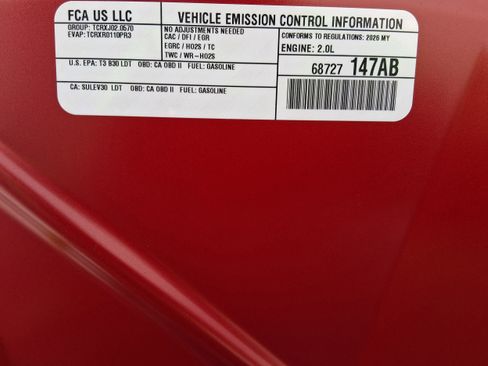 FCA US LLC
GROUP: TCRXJ02.0570
EVAP: TCRXR0110PR3
VEHICLE EMISSION CONTROL INFORMATION
NO ADJUSTMENTS NEEDED
CAC / DFI / EGR
EGRC / HO2S / TC
TWC / WR-HO2S
CONFORMS TO REGULATIONS: 2026 MY
ENGINE: 2.0L
U.S. EPA: T3 B30 LDT OBD: CA OBD II FUEL: GASOLINE
68727 147AB
CA: SULEV30 LDT OBD: CA OBD II FUEL: GASOLINE